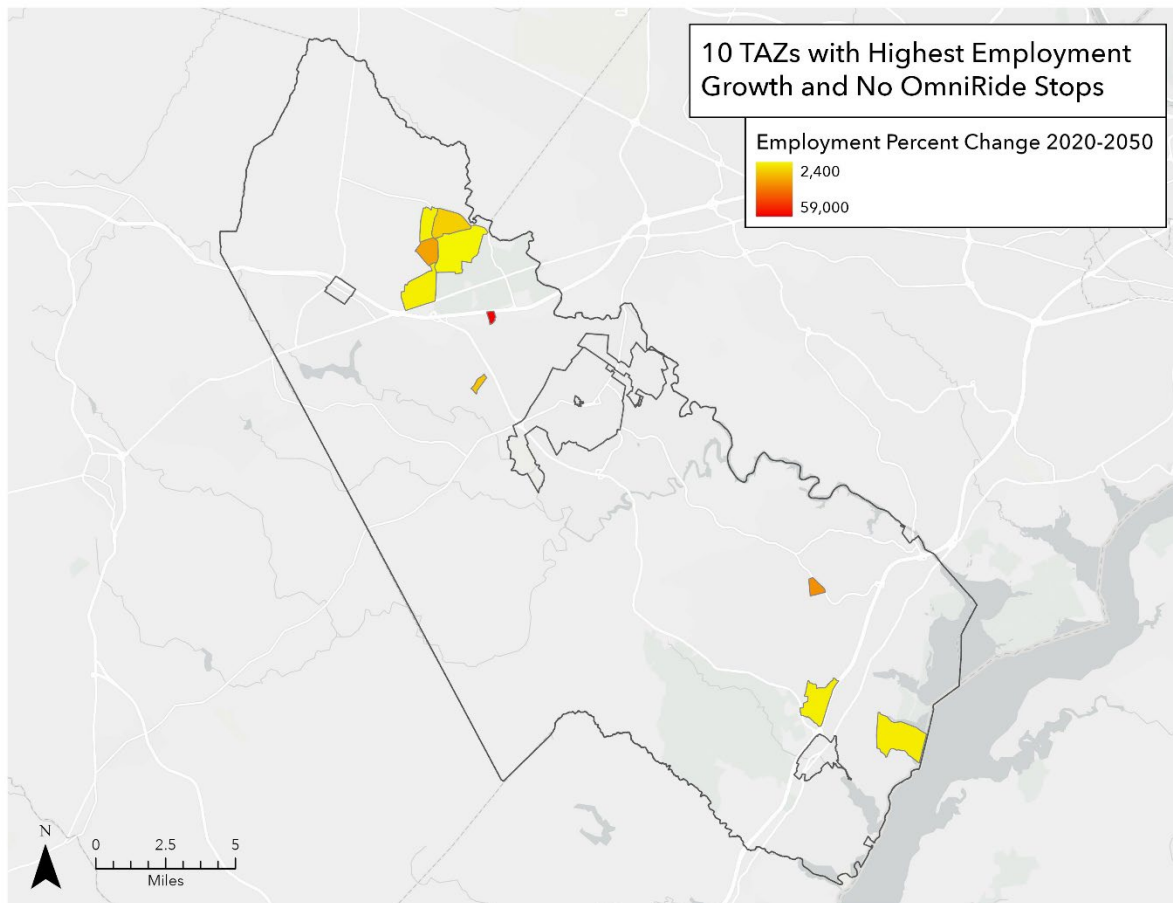 10 TAZs with Highest Employment
Growth and No OmniRide Stops
Employment Percent Change 2020-2050
2,400
59,000
N
0 2.5 5
Miles